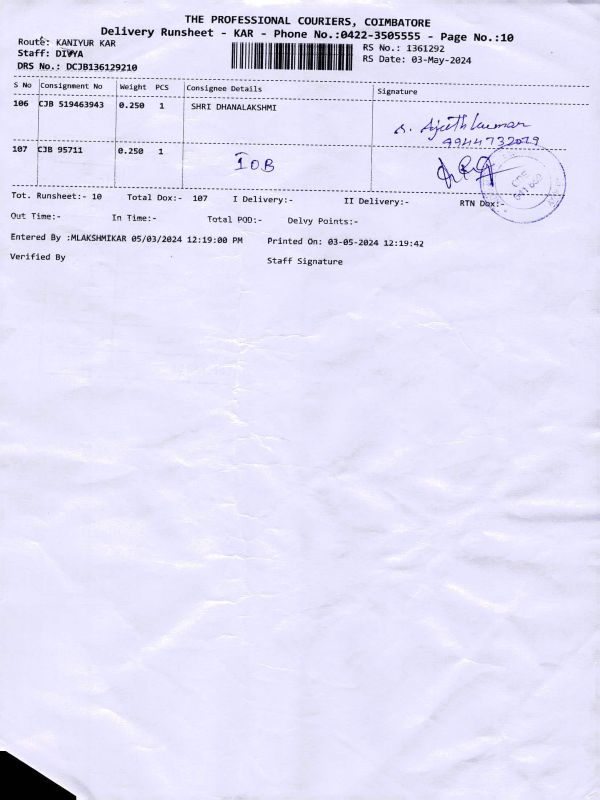 THE PROFESSIONAL COURIERS, COIMBATORE
Delivery Runsheet - KAR - Phone No.:0422-3505555 - Page No.:10
Route: KANIYUR KAR
RS No.: 1361292
Staff: DIVYA
RS Date: 03-May-2024
DRS No.: DCJB136129210
S No Consignment No Weight PCS Consignee Details Signature
106 CJB 519463943 0.250 1 SHRI DHANALAKSHMI
S. Ajeeth kumar
9944732029
107 CJB 95711 0.250 1
IOB
Tot. Runsheet:- 10 Total Dox:- 107 I Delivery:- II Delivery:- RTN Dox:-
Out Time:- In Time:- Total POD:- Delvy Points:-
Entered By :MLAKSHMIKAR 05/03/2024 12:19:00 PM Printed On: 03-05-2024 12:19:42
Verified By Staff Signature